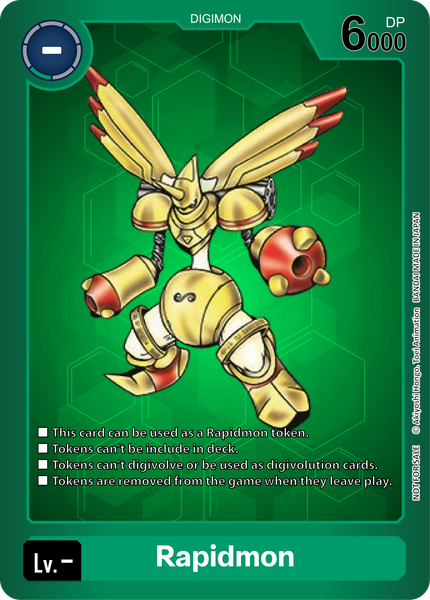 DIGIMON
-
6000
DP
■ This card can be used as a Rapidmon token.
■ Tokens can't be include in deck.
■ Tokens can't digivolve or be used as digivolution cards.
■ Tokens are removed from the game when they leave play.
NOT FOR SALE © Akiyoshi Hongo, Toei Animation BANDAI MADE IN JAPAN
Lv.-
Rapidmon